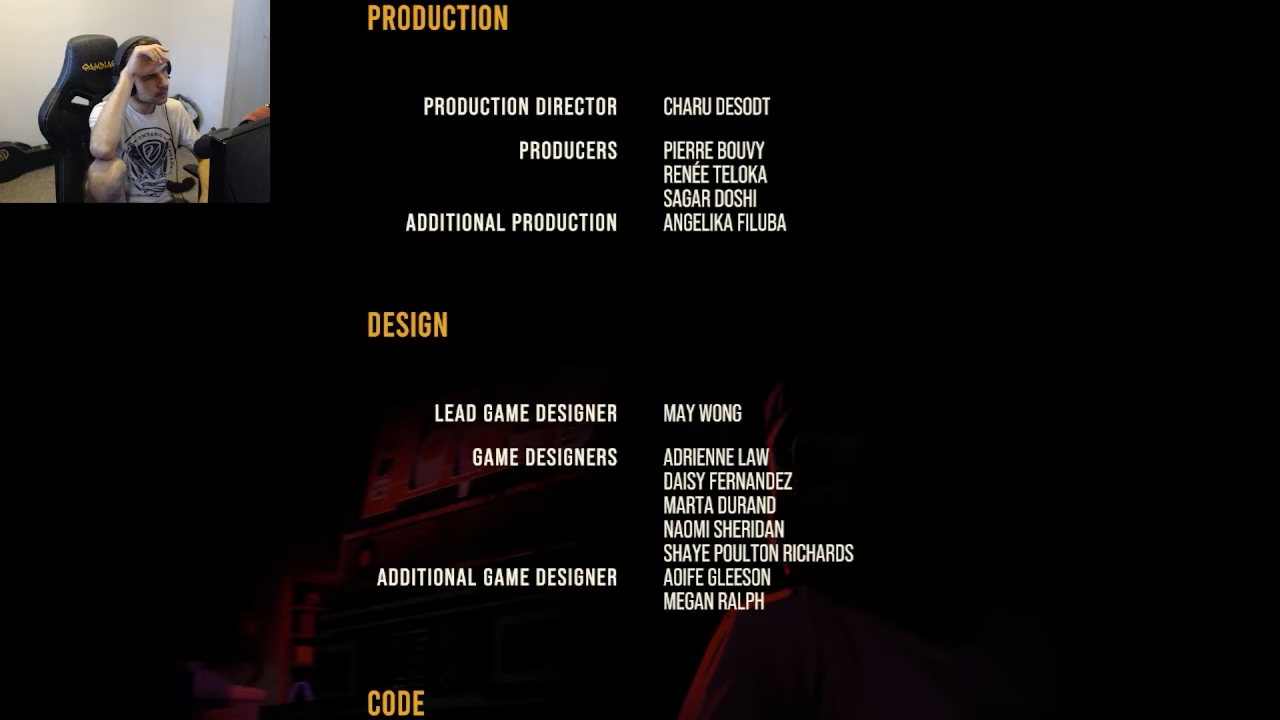 PRODUCTION
GAMDIAS
PRODUCTION DIRECTOR CHARU DESODT
PRODUCERS PIERRE BOUVY
RENÉE TELOKA
SAGAR DOSHI
ADDITIONAL PRODUCTION ANGELIKA FILUBA
DESIGN
LEAD GAME DESIGNER MAY WONG
GAME DESIGNERS ADRIENNE LAW
DAISY FERNANDEZ
MARTA DURAND
NAOMI SHERIDAN
SHAYE POULTON RICHARDS
ADDITIONAL GAME DESIGNER AOIFE GLEESON
MEGAN RALPH
CODE